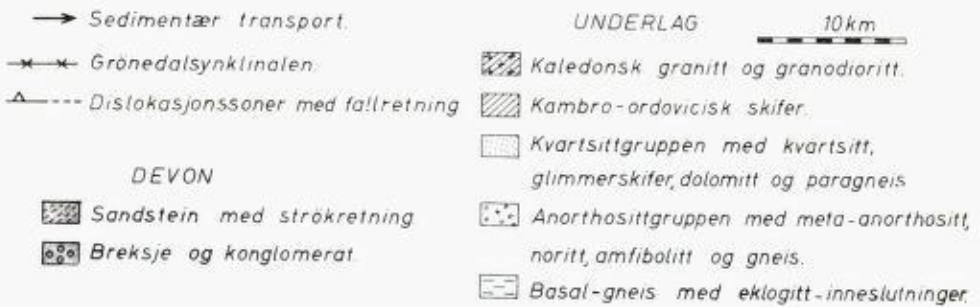 Sedimentær transport.
Grönedalsynklinalen.
Dislokasjonssoner med fallretning
DEVON
Sandstein med strökretning
Breksje og konglomerat.
UNDERLAG
10 km
Kaledonsk granitt og granodioritt.
Kambro-ordovicisk skifer.
Kvartsittgruppen med kvartsitt,
glimmerskifer, dolomitt og paragneis
Anorthosittgruppen med meta-anorthositt,
noritt, amfibolitt og gneis.
Basal-gneis med eklogitt-inneslutninger.